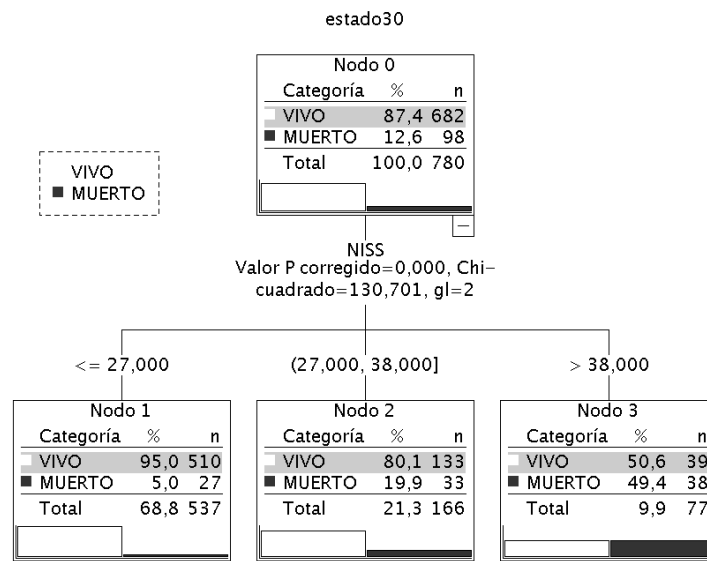 estado30
Nodo 0
Categoría % n
VIVO 87,4 682
MUERTO 12,6 98
Total 100,0 780
VIVO
MUERTO
NISS
Valor P corregido=0,000, Chi-
cuadrado=130,701, gl=2
<= 27,000
(27,000, 38,000]
> 38,000
Nodo 1
Categoría % n
VIVO 95,0 510
MUERTO 5,0 27
Total 68,8 537
Nodo 2
Categoría % n
VIVO 80,1 133
MUERTO 19,9 33
Total 21,3 166
Nodo 3
Categoría % n
VIVO 50,6 39
MUERTO 49,4 38
Total 9,9 77